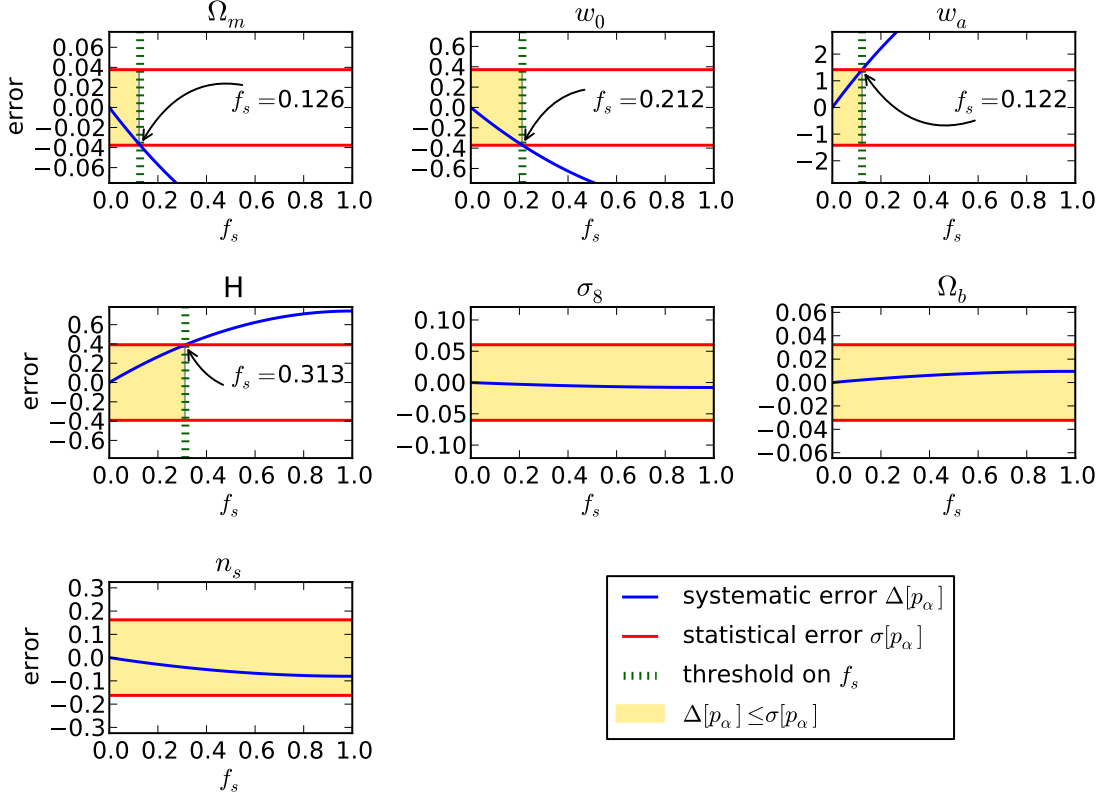 Ω_m
0.06
0.04
0.02
0.00
−0.02
−0.04
−0.06
error
f_s = 0.126
0.0 0.2 0.4 0.6 0.8 1.0
f_s
w_0
0.6
0.4
0.2
0.0
−0.2
−0.4
−0.6
f_s = 0.212
0.0 0.2 0.4 0.6 0.8 1.0
f_s
w_a
2
1
0
−1
−2
f_s = 0.122
0.0 0.2 0.4 0.6 0.8 1.0
f_s
H
0.6
0.4
0.2
0.0
−0.2
−0.4
−0.6
error
f_s = 0.313
0.0 0.2 0.4 0.6 0.8 1.0
f_s
σ_8
0.10
0.05
0.00
−0.05
−0.10
0.0 0.2 0.4 0.6 0.8 1.0
f_s
Ω_b
0.06
0.04
0.02
0.00
−0.02
−0.04
−0.06
0.0 0.2 0.4 0.6 0.8 1.0
f_s
n_s
0.3
0.2
0.1
0.0
−0.1
−0.2
−0.3
error
0.0 0.2 0.4 0.6 0.8 1.0
f_s
systematic error Δ[p_α]
statistical error σ[p_α]
threshold on f_s
Δ[p_α] ≤ σ[p_α]